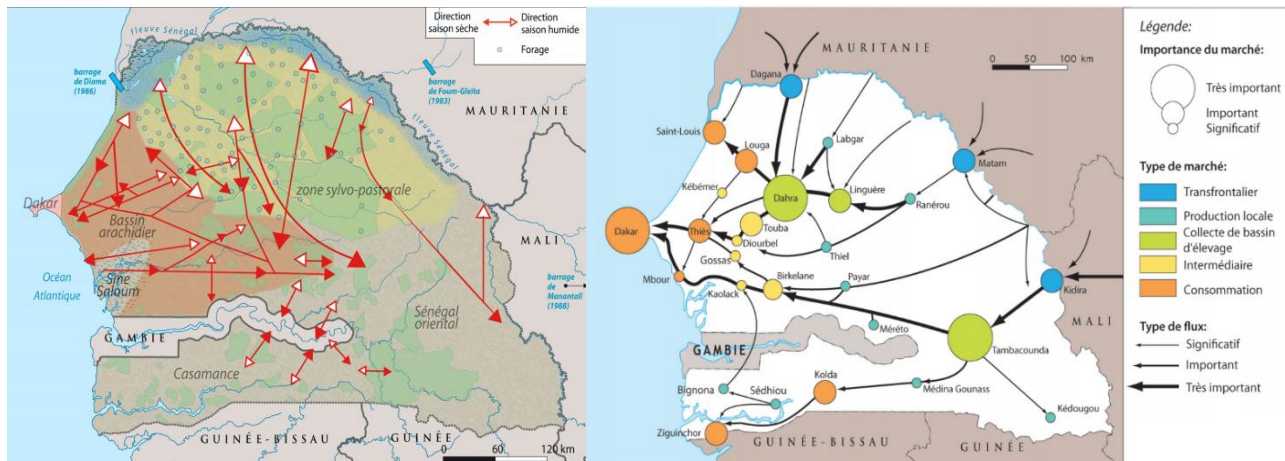 Direction
saison sèche
Direction
saison humide
Forage
fleuve Sénégal
barrage
de Diama
(1986)
barrage
de Foum-Gleita
(1983)
MAURITANIE
fleuve Sénégal
zone sylvo-pastorale
Dakar
Bassin
arachidier
Océan
Atlantique
Sine
Saloum
MALI
barrage
de
Manantali
(1988)
Sénégal
oriental
GAMBIE
Casamance
GUINÉE-BISSAU
GUINÉE
0 60 120 km
MAURITANIE
0 50 100 km
Dagana
Saint-Louis
Louga
Labgar
Matam
Kébémer
Dahra
Linguère
Ranérou
Dakar
Thiès
Touba
Diourbel
Thiel
Gossas
Mbour
Birkelane
Payar
Kaolack
Kidira
Méréto
MALI
GAMBIE
Tambacounda
Kolda
Bignona
Sédhiou
Médina Gounass
Kédougou
Ziguinchor
GUINÉE-BISSAU
GUINÉE
Légende:
Importance du marché:
Très important
Important
Significatif
Type de marché:
Transfrontalier
Production locale
Collecte de bassin
d'élevage
Intermédiaire
Consommation
Type de flux:
Significatif
Important
Très important